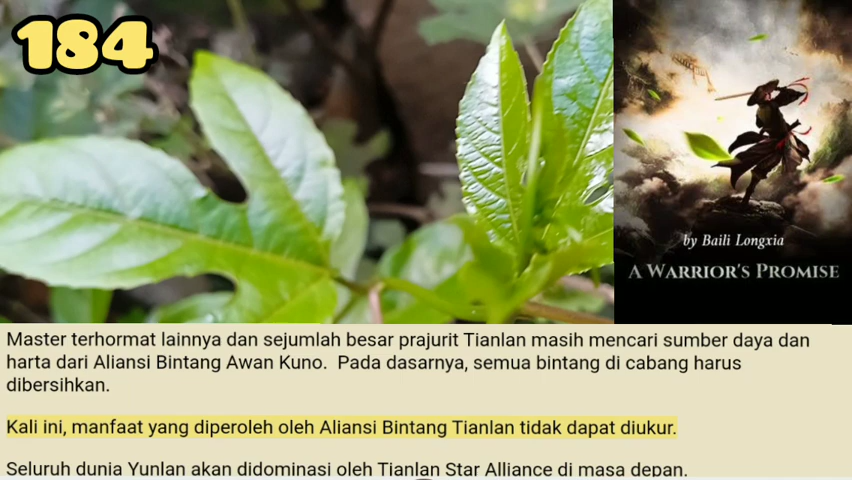 184
by Baili Longxia
A WARRIOR'S PROMISE
Master terhormat lainnya dan sejumlah besar prajurit Tianlan masih mencari sumber daya dan
harta dari Aliansi Bintang Awan Kuno.  Pada dasarnya, semua bintang di cabang harus
dibersihkan.
Kali ini, manfaat yang diperoleh oleh Aliansi Bintang Tianlan tidak dapat diukur.
Seluruh dunia Yunlan akan didominasi oleh Tianlan Star Alliance di masa depan.